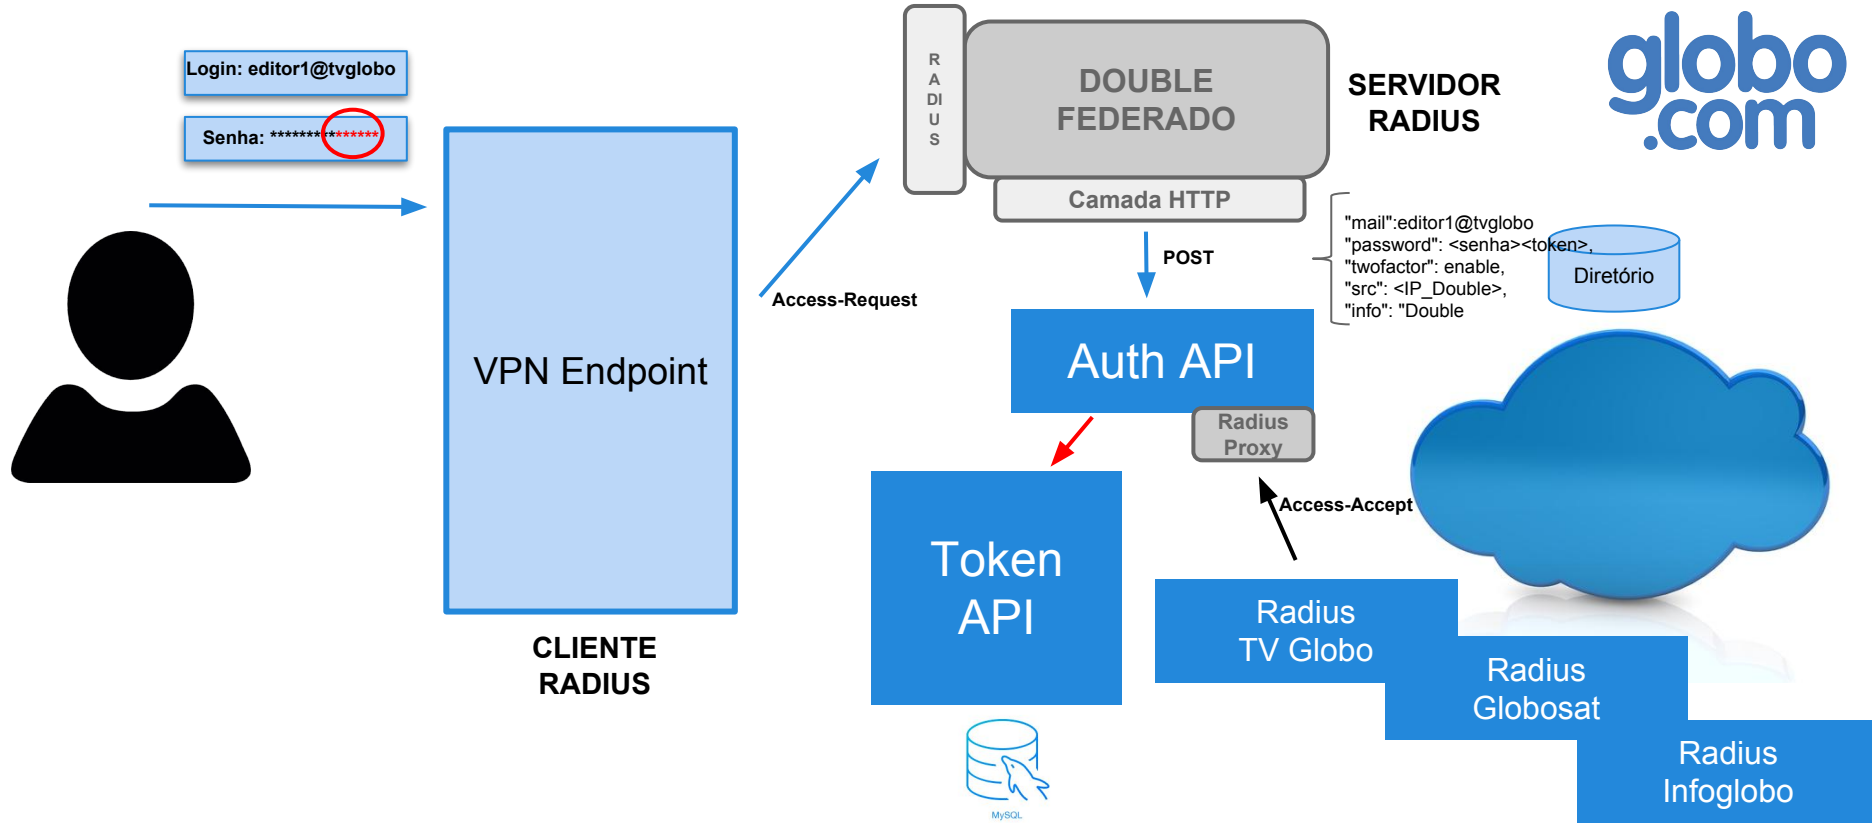 Login: editor1@tvglobo
Senha: ***************
VPN Endpoint
CLIENTE
RADIUS
Access-Request
R
A
DI
U
S
DOUBLE
FEDERADO
Camada HTTP
SERVIDOR
RADIUS
globo
.com
POST
"mail":editor1@tvglobo
"password": <senha><token>,
"twofactor": enable,
"src": <IP_Double>,
"info": "Double
Diretório
Auth API
Radius
Proxy
Access-Accept
Token
API
MySQL
Radius
TV Globo
Radius
Globosat
Radius
Infoglobo